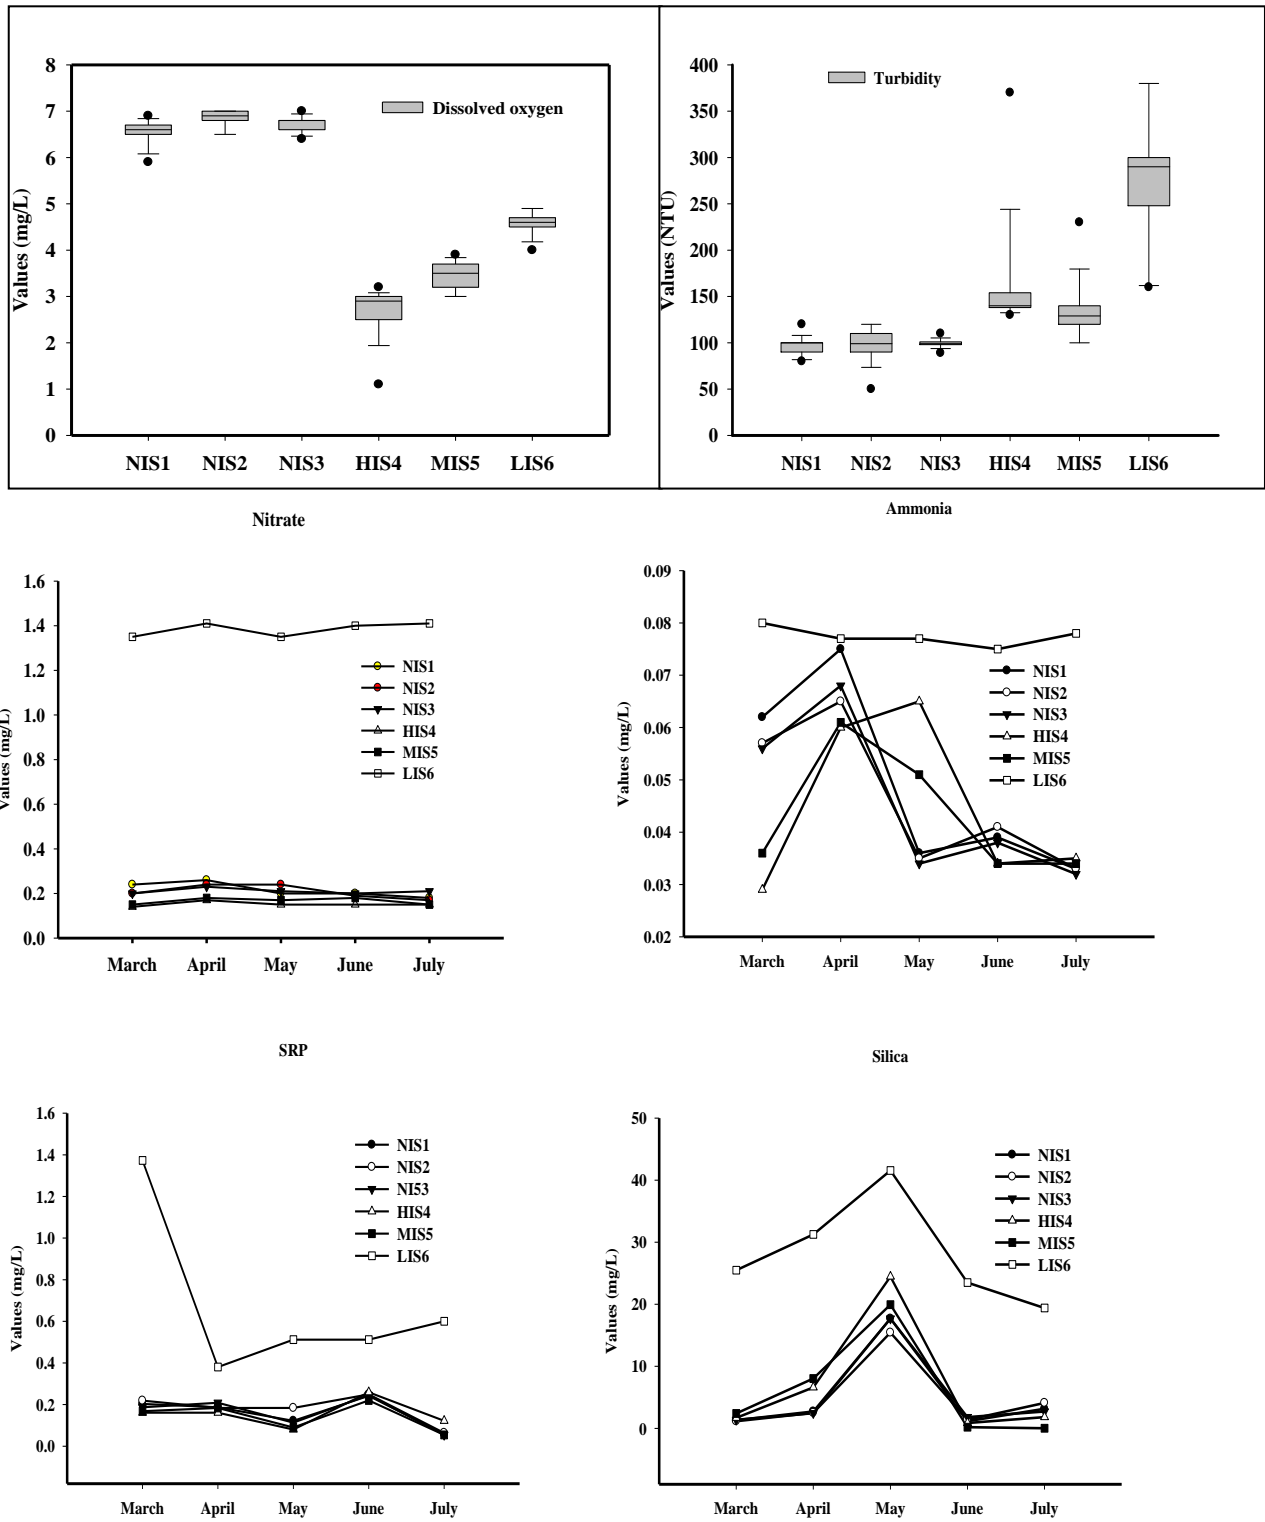 8
7
6
5
4
3
2
1
0
Values (mg/L)
Dissolved oxygen
NIS1 NIS2 NIS3 HIS4 MIS5 LIS6
400
350
300
250
200
150
100
50
0
Values (NTU)
Turbidity
NIS1 NIS2 NIS3 HIS4 MIS5 LIS6
Nitrate
1.6
1.4
1.2
1.0
0.8
0.6
0.4
0.2
0.0
Values (mg/L)
NIS1
NIS2
NIS3
HIS4
MIS5
LIS6
March April May June July
Ammonia
0.09
0.08
0.07
0.06
0.05
0.04
0.03
0.02
Values (mg/L)
NIS1
NIS2
NIS3
HIS4
MIS5
LIS6
March April May June July
SRP
1.6
1.4
1.2
1.0
0.8
0.6
0.4
0.2
0.0
Values (mg/L)
NIS1
NIS2
NI53
HIS4
MIS5
LIS6
March April May June July
Silica
50
40
30
20
10
0
Values (mg/L)
NIS1
NIS2
NIS3
HIS4
MIS5
LIS6
March April May June July